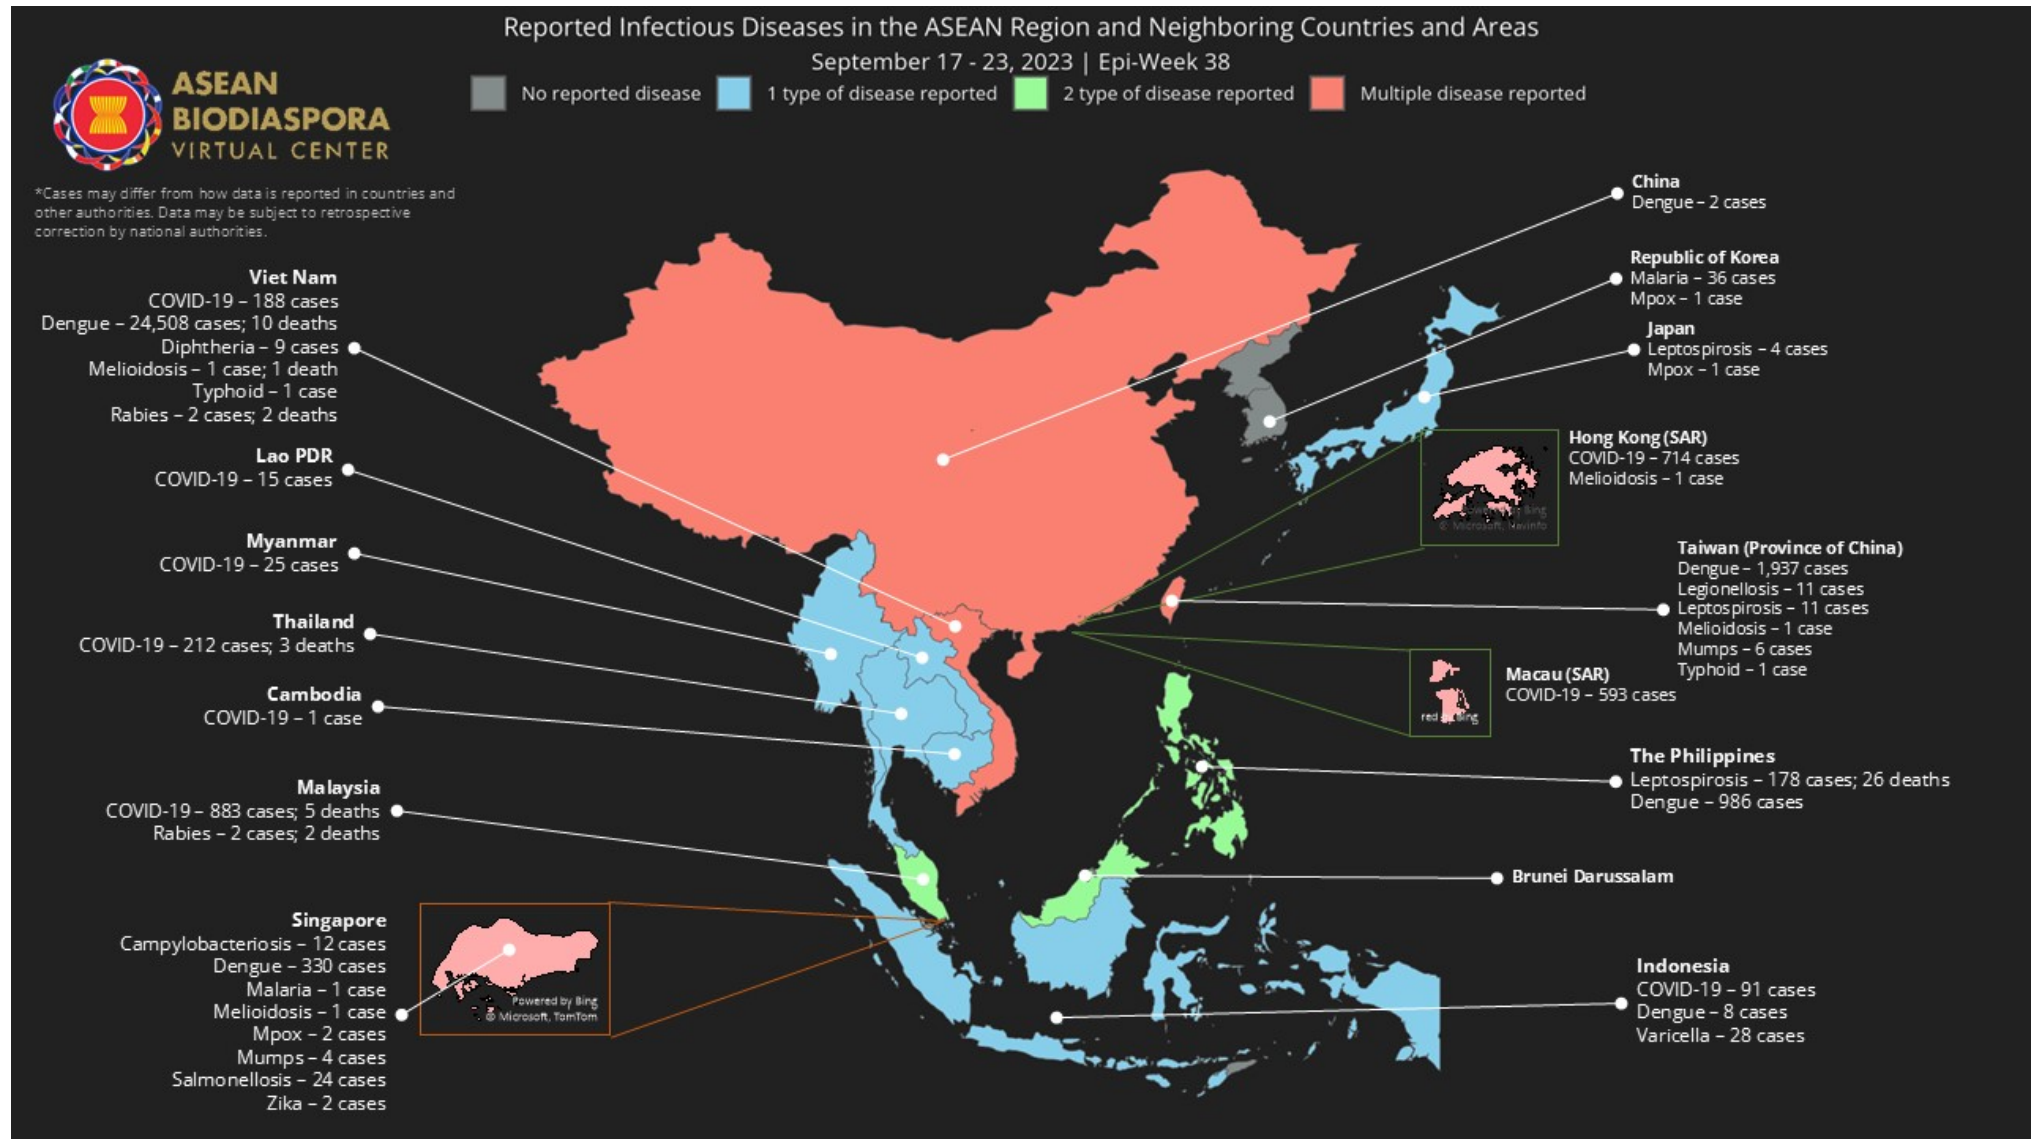 Reported Infectious Diseases in the ASEAN Region and Neighboring Countries and Areas
September 17 - 23, 2023 | Epi-Week 38
No reported disease
1 type of disease reported
2 type of disease reported
Multiple disease reported
ASEAN
BIODIASPORA
VIRTUAL CENTER
*Cases may differ from how data is reported in countries and
other authorities. Data may be subject to retrospective
correction by national authorities.
Viet Nam
COVID-19 – 188 cases
Dengue – 24,508 cases; 10 deaths
Diphtheria – 9 cases
Melioidosis – 1 case; 1 death
Typhoid – 1 case
Rabies – 2 cases; 2 deaths
Lao PDR
COVID-19 – 15 cases
Myanmar
COVID-19 – 25 cases
Thailand
COVID-19 – 212 cases; 3 deaths
Cambodia
COVID-19 – 1 case
Malaysia
COVID-19 – 883 cases; 5 deaths
Rabies – 2 cases; 2 deaths
Singapore
Campylobacteriosis – 12 cases
Dengue – 330 cases
Malaria – 1 case
Melioidosis – 1 case
Mpox – 2 cases
Mumps – 4 cases
Salmonellosis – 24 cases
Zika – 2 cases
Powered by Bing
© Microsoft, TomTom
China
Dengue – 2 cases
Republic of Korea
Malaria – 36 cases
Mpox – 1 case
Japan
Leptospirosis – 4 cases
Mpox – 1 case
Hong Kong (SAR)
COVID-19 – 714 cases
Melioidosis – 1 case
Powered by Bing
© Microsoft, Navinfo
Taiwan (Province of China)
Dengue – 1,937 cases
Legionellosis – 11 cases
Leptospirosis – 11 cases
Melioidosis – 1 case
Mumps – 6 cases
Typhoid – 1 case
Macau (SAR)
COVID-19 – 593 cases
The Philippines
Leptospirosis – 178 cases; 26 deaths
Dengue – 986 cases
Brunei Darussalam
Indonesia
COVID-19 – 91 cases
Dengue – 8 cases
Varicella – 28 cases